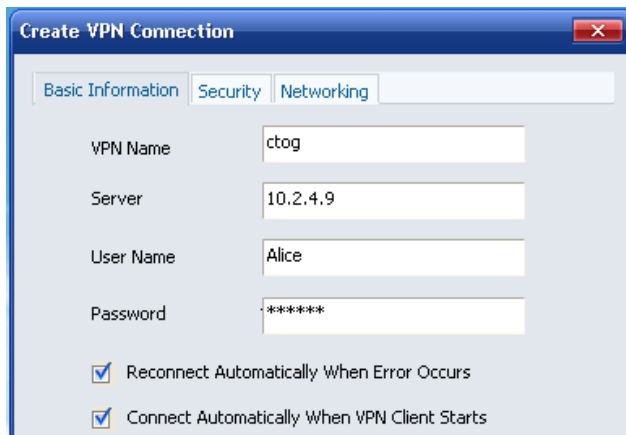 Create VPN Connection
Basic Information Security Networking
VPN Name ctog
Server 10.2.4.9
User Name Alice
Password ******
Reconnect Automatically When Error Occurs
Connect Automatically When VPN Client Starts